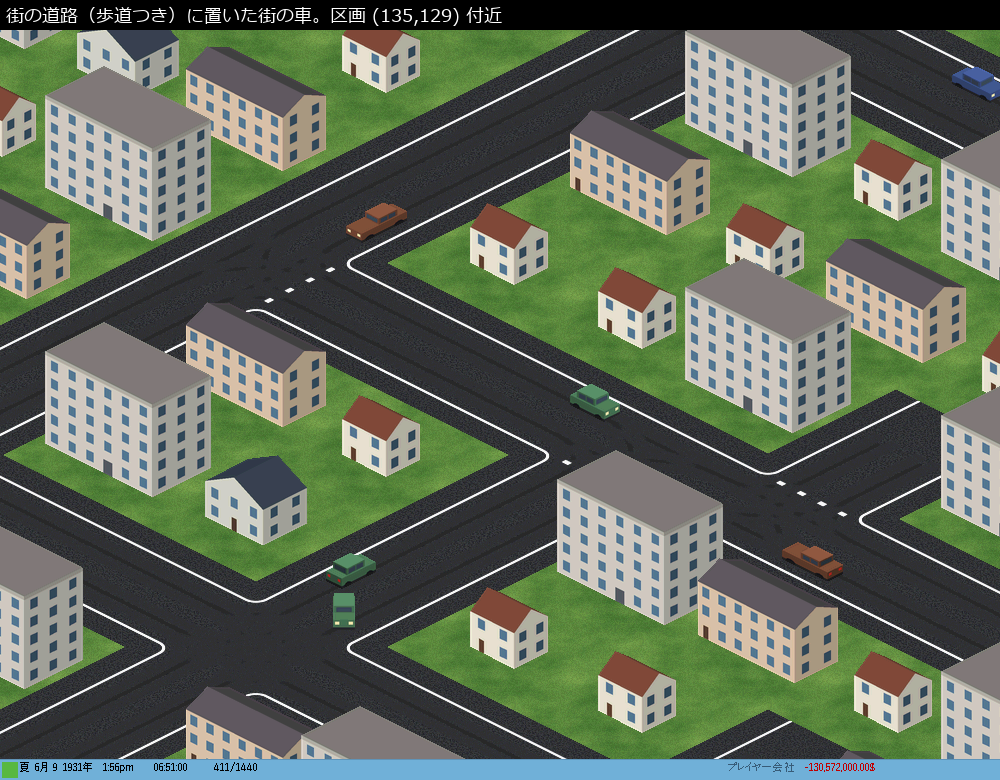 街の道路（歩道つき）に置いた街の車。区画 (135,129) 付近
夏 6月 9 1931年 1:56pm 06:51:00 411/1440 プレイヤー会社 -130,572,000.00$